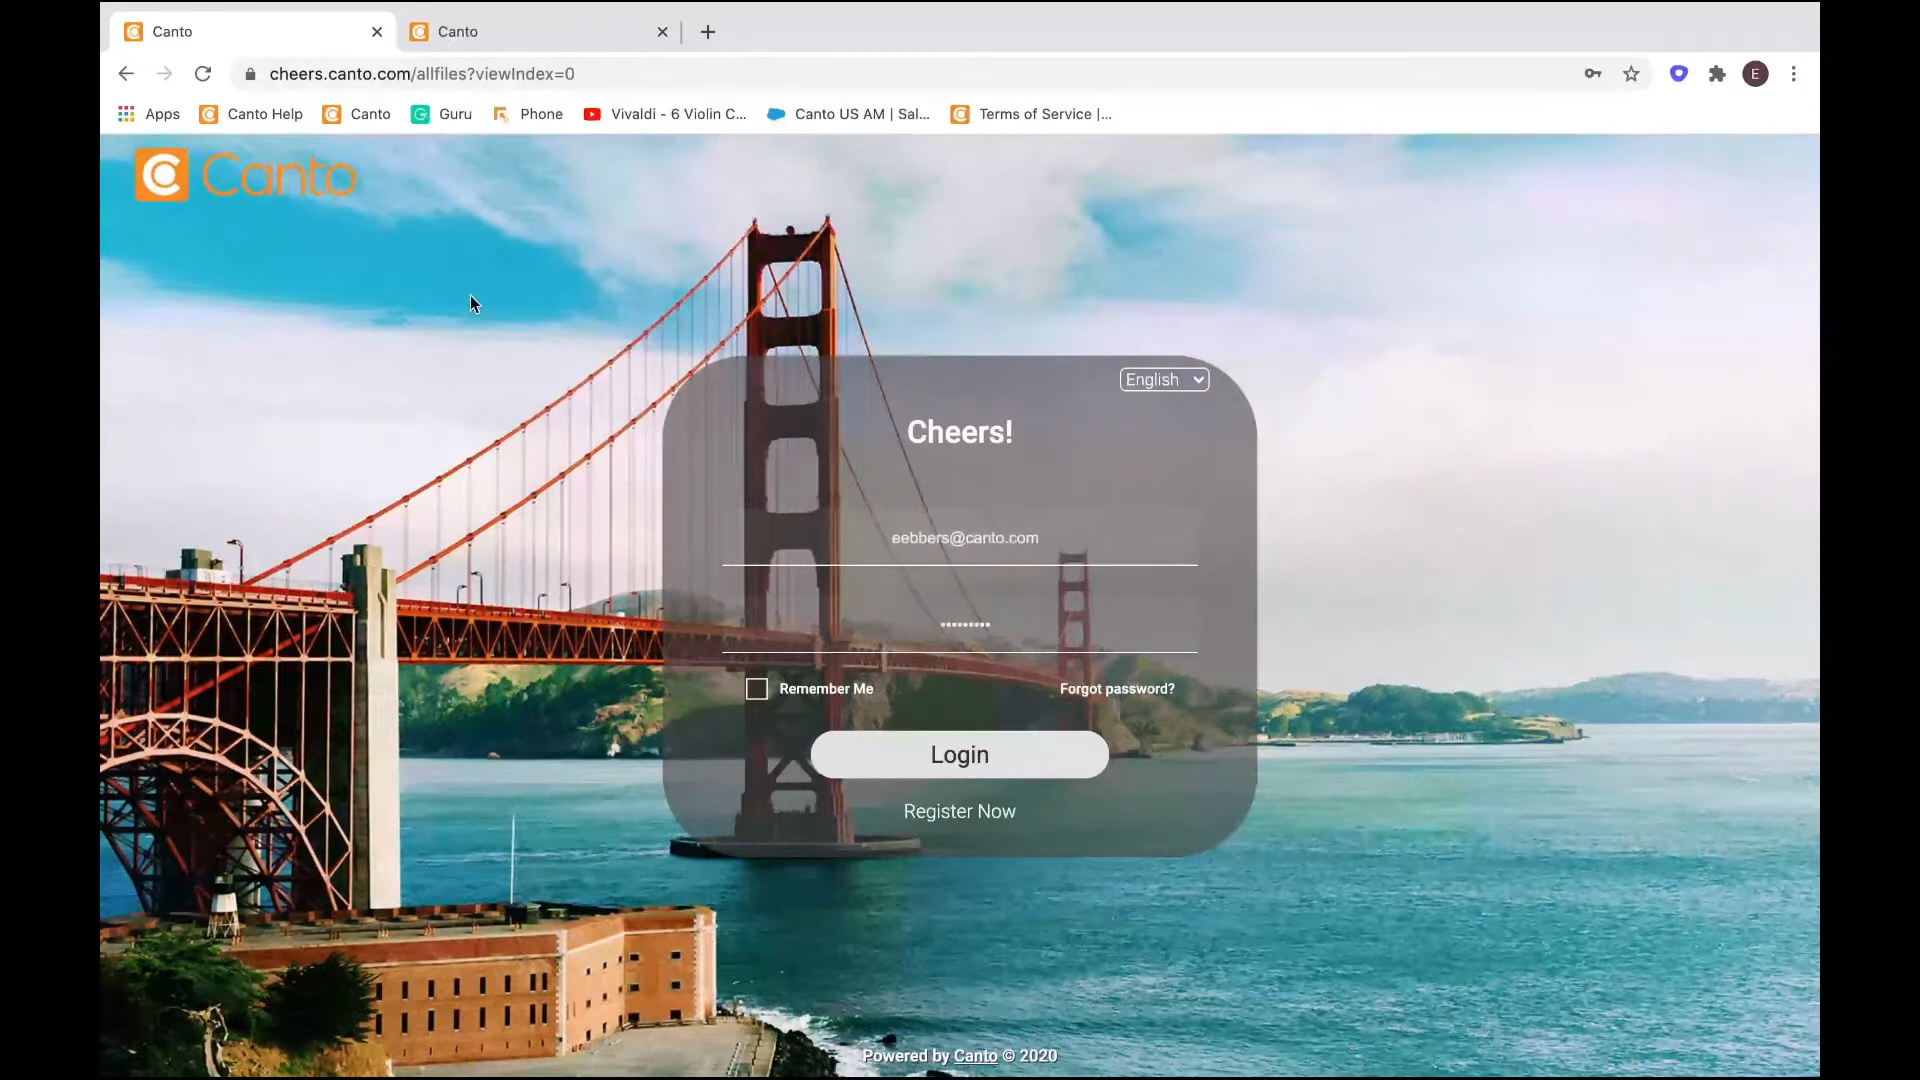 Canto
Canto
cheers.canto.com/allfiles?viewIndex=0
E
Apps
Canto Help
Canto
Guru
Phone
Vivaldi - 6 Violin C...
Canto US AM | Sal...
Terms of Service |...
Canto
English
Cheers!
eebbers@canto.com
•••••••••
Remember Me
Forgot password?
Login
Register Now
Powered by Canto © 2020